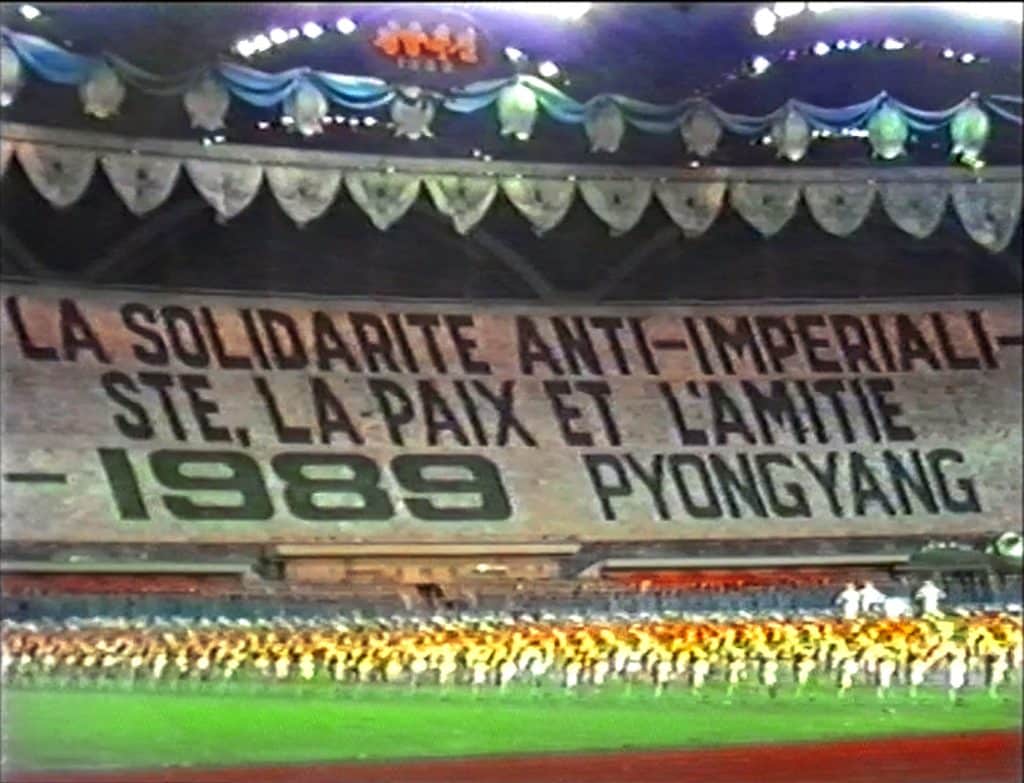 LA SOLIDARITE ANTI-IMPERIALI-
STE, LA PAIX ET L'AMITIE
- 1989 PYONGYANG